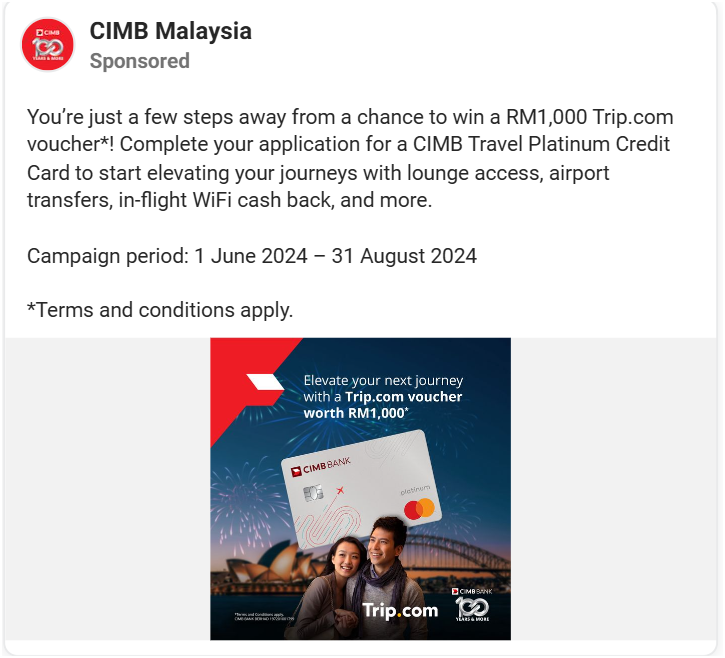 CIMB Malaysia
Sponsored
CIMB
100
YEARS & MORE
You’re just a few steps away from a chance to win a RM1,000 Trip.com
voucher*! Complete your application for a CIMB Travel Platinum Credit
Card to start elevating your journeys with lounge access, airport
transfers, in-flight WiFi cash back, and more.
Campaign period: 1 June 2024 – 31 August 2024
*Terms and conditions apply.
Elevate your next journey
with a Trip.com voucher
worth RM1,000*
CIMB BANK
platinum
Trip.com
CIMB BANK
100
YEARS & MORE
*Terms and Conditions apply.
CIMB BANK BERHAD